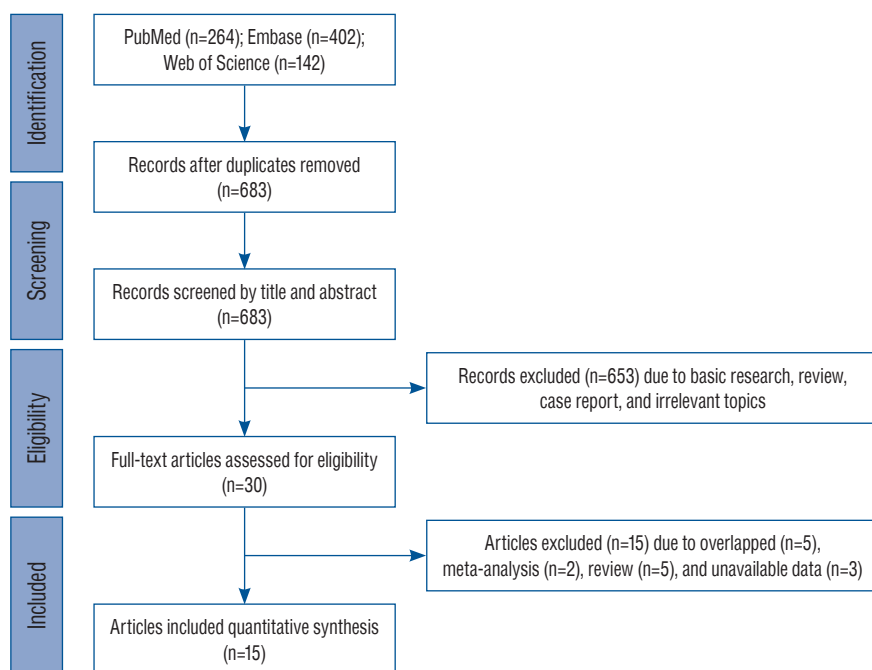 Identification
PubMed (n=264); Embase (n=402);
Web of Science (n=142)
Records after duplicates removed
(n=683)
Screening
Records screened by title and abstract
(n=683)
Eligibility
Records excluded (n=653) due to basic research, review,
case report, and irrelevant topics
Full-text articles assessed for eligibility
(n=30)
Included
Articles excluded (n=15) due to overlapped (n=5),
meta-analysis (n=2), review (n=5), and unavailable data (n=3)
Articles included quantitative synthesis
(n=15)